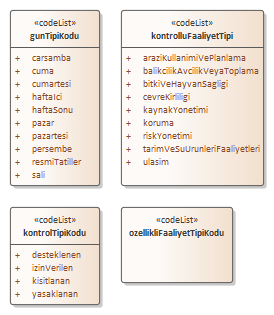 «codeList»
gunTipiKodu
+ carsamba
+ cuma
+ cumartesi
+ haftaIci
+ haftaSonu
+ pazar
+ pazartesi
+ persembe
+ resmiTatiller
+ sali
«codeList»
kontrolluFaaliyetTipi
+ araziKullanimiVePlanlama
+ balikcilikAvcilikVeyaToplama
+ bitkiVeHayvanSagligi
+ cevreKirliligi
+ kaynakYonetimi
+ koruma
+ riskYonetimi
+ tarimVeSuUrunleriFaaliyetleri
+ ulasim
«codeList»
kontrolTipiKodu
+ desteklenen
+ izinVerilen
+ kisitlanan
+ yasaklanan
«codeList»
ozellikliFaaliyetTipiKodu